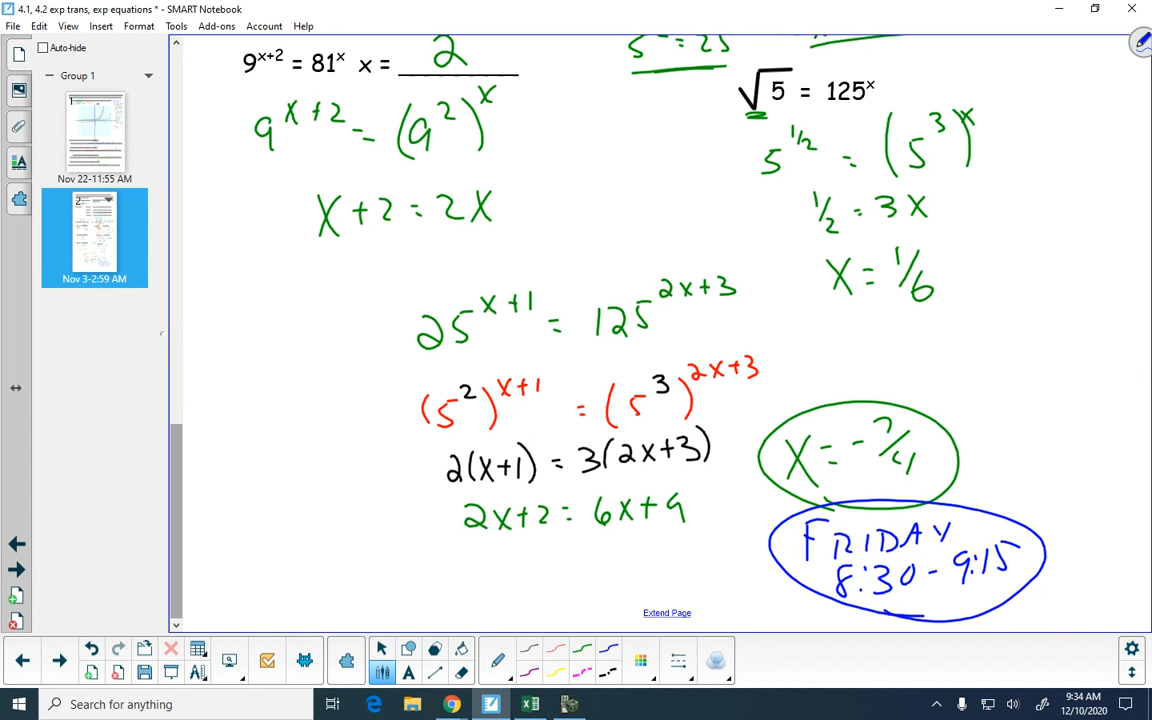 4.1, 4.2 exp trans, exp equations * - SMART Notebook
File Edit View Insert Format Tools Add-ons Account Help
Auto-hide
Group 1
1
Nov 22-11:55 AM
2
Nov 3-2:59 AM
9^(x+2) = 81^x x = 2
9^(x+2) = (9^2)^x
x+2 = 2x
= 25
√5 = 125^x
5^(1/2) = (5^3)^x
1/2 = 3x
x = 1/6
25^(x+1) = 125^(2x+3)
(5^2)^(x+1) = (5^3)^(2x+3)
2(x+1) = 3(2x+3)
2x+2 = 6x+9
x = -7/4
FRIDAY
8:30 - 9:15
Extend Page
Search for anything
9:34 AM
12/10/2020